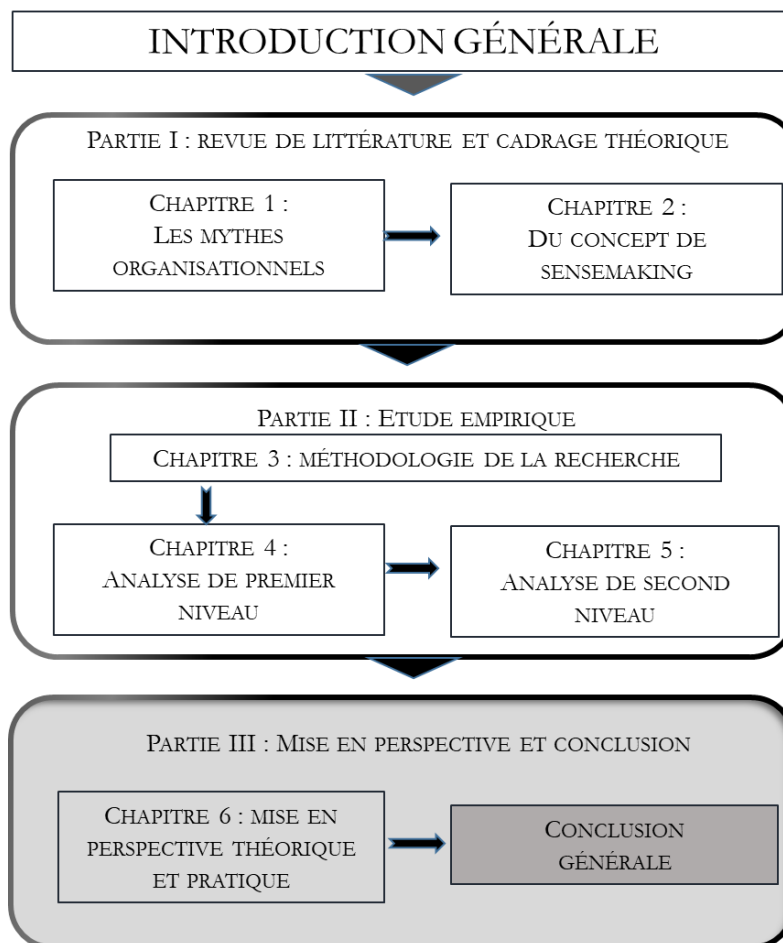 INTRODUCTION GÉNÉRALE
PARTIE I : REVUE DE LITTÉRATURE ET CADRAGE THÉORIQUE
CHAPITRE 1 :
LES MYTHES
ORGANISATIONNELS
CHAPITRE 2 :
DU CONCEPT DE
SENSEMAKING
PARTIE II : ETUDE EMPIRIQUE
CHAPITRE 3 : MÉTHODOLOGIE DE LA RECHERCHE
CHAPITRE 4 :
ANALYSE DE PREMIER
NIVEAU
CHAPITRE 5 :
ANALYSE DE SECOND
NIVEAU
PARTIE III : MISE EN PERSPECTIVE ET CONCLUSION
CHAPITRE 6 : MISE EN
PERSPECTIVE THÉORIQUE
ET PRATIQUE
CONCLUSION
GÉNÉRALE